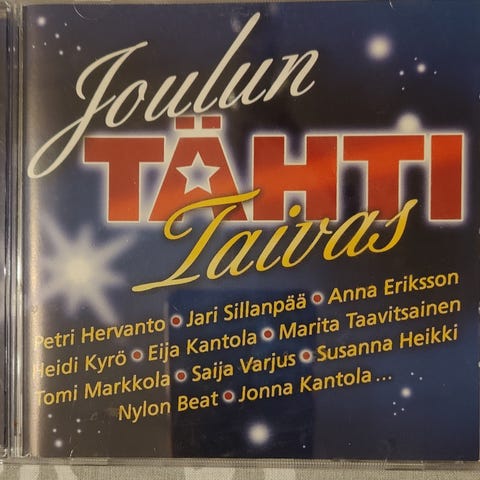 Joulun
TÄHTI
Taivas
Petri Hervanto • Jari Sillanpää • Anna Eriksson
Heidi Kyrö • Eija Kantola • Marita Taavitsainen
Tomi Markkola • Saija Varjus • Susanna Heikki
Nylon Beat • Jonna Kantola ...